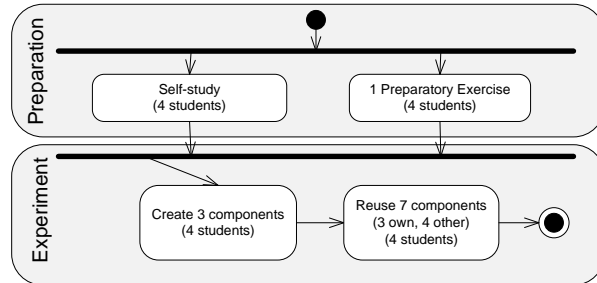 Preparation
Self-study
(4 students)
1 Preparatory Exercise
(4 students)
Experiment
Create 3 components
(4 students)
Reuse 7 components
(3 own, 4 other)
(4 students)